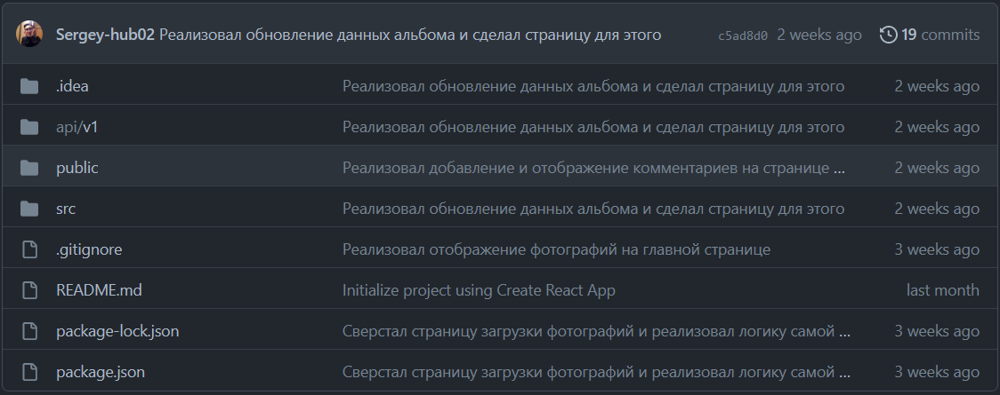 Sergey-hub02 Реализовал обновление данных альбома и сделал страницу для этого c5ad8d0 2 weeks ago 19 commits
.idea Реализовал обновление данных альбома и сделал страницу для этого 2 weeks ago
api/v1 Реализовал обновление данных альбома и сделал страницу для этого 2 weeks ago
public Реализовал добавление и отображение комментариев на странице ... 2 weeks ago
src Реализовал обновление данных альбома и сделал страницу для этого 2 weeks ago
.gitignore Реализовал отображение фотографий на главной странице 3 weeks ago
README.md Initialize project using Create React App last month
package-lock.json Сверстал страницу загрузки фотографий и реализовал логику самой ... 3 weeks ago
package.json Сверстал страницу загрузки фотографий и реализовал логику самой ... 3 weeks ago